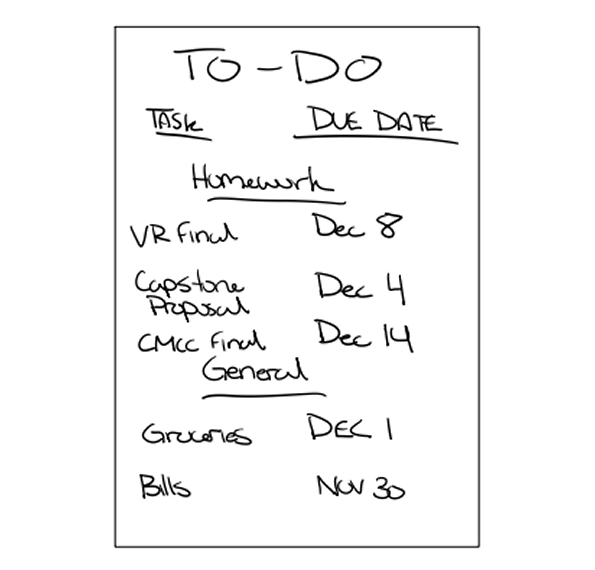 TO-DO
TASK DUE DATE
Homework
VR Final Dec 8
Capstone Dec 4
Proposal
CMCC Final Dec 14
General
Groceries DEC 1
Bills NOV 30